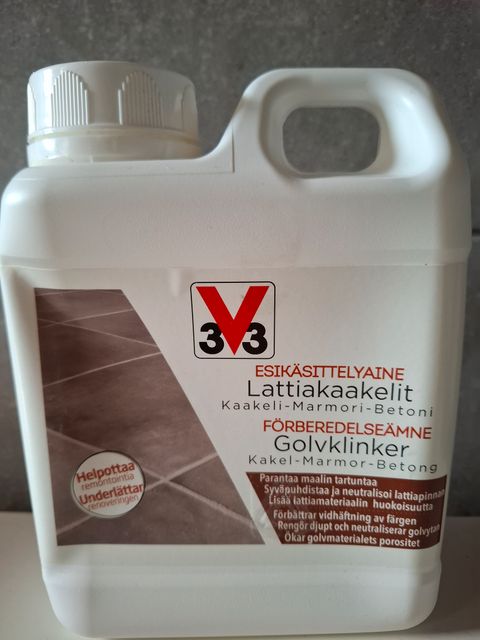 3V3
ESIKÄSITTELYAINE
Lattiakaakelit
Kaakeli-Marmori-Betoni
FÖRBEREDELSEÄMNE
Golvklinker
Kakel-Marmor-Betong
Helpottaa
remontointia
Underlättar
renoveringen
Parantaa maalin tartuntaa
Syväpuhdistaa ja neutralisoi lattiapinnan
Lisää lattiamateriaalin huokoisuutta
Förbättrar vidhäftning av färgen
Rengör djupt och neutraliserar golvytan
Ökar golvmaterialets porositet